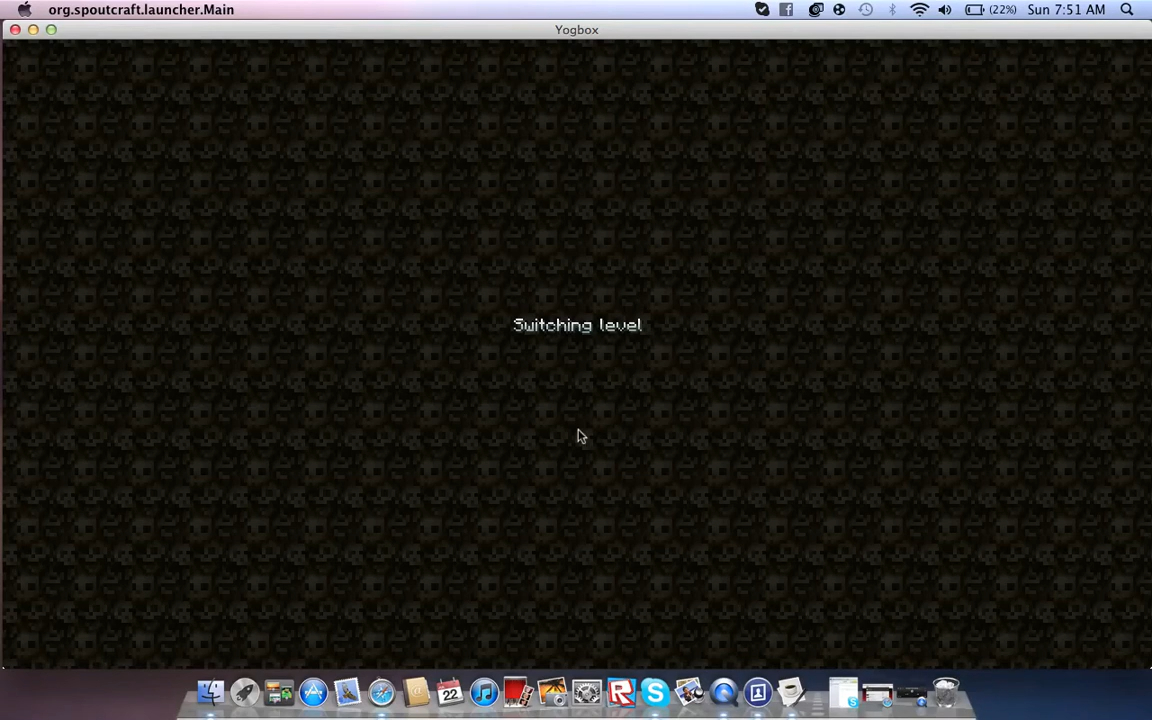 org.spoutcraft.launcher.Main
(22%)
Sun 7:51 AM
Yogbox
Switching level
22